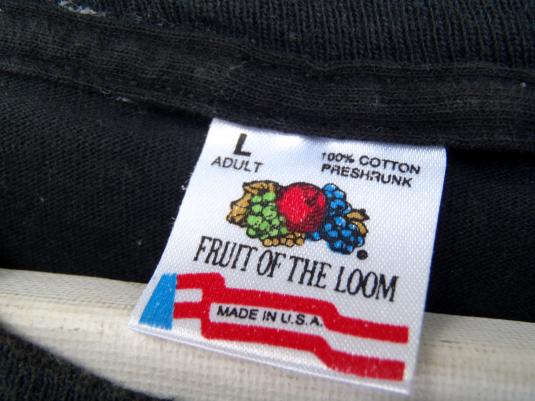 L
ADULT
100% COTTON
PRESHRUNK
FRUIT OF THE LOOM
MADE IN U.S.A.